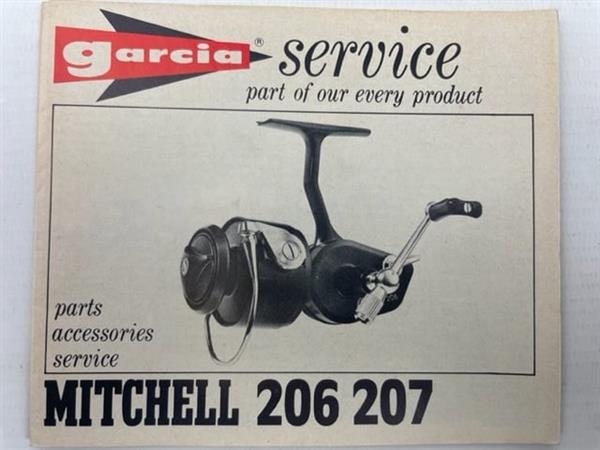 garcia® service
part of our every product
parts
accessories
service
MITCHELL 206 207